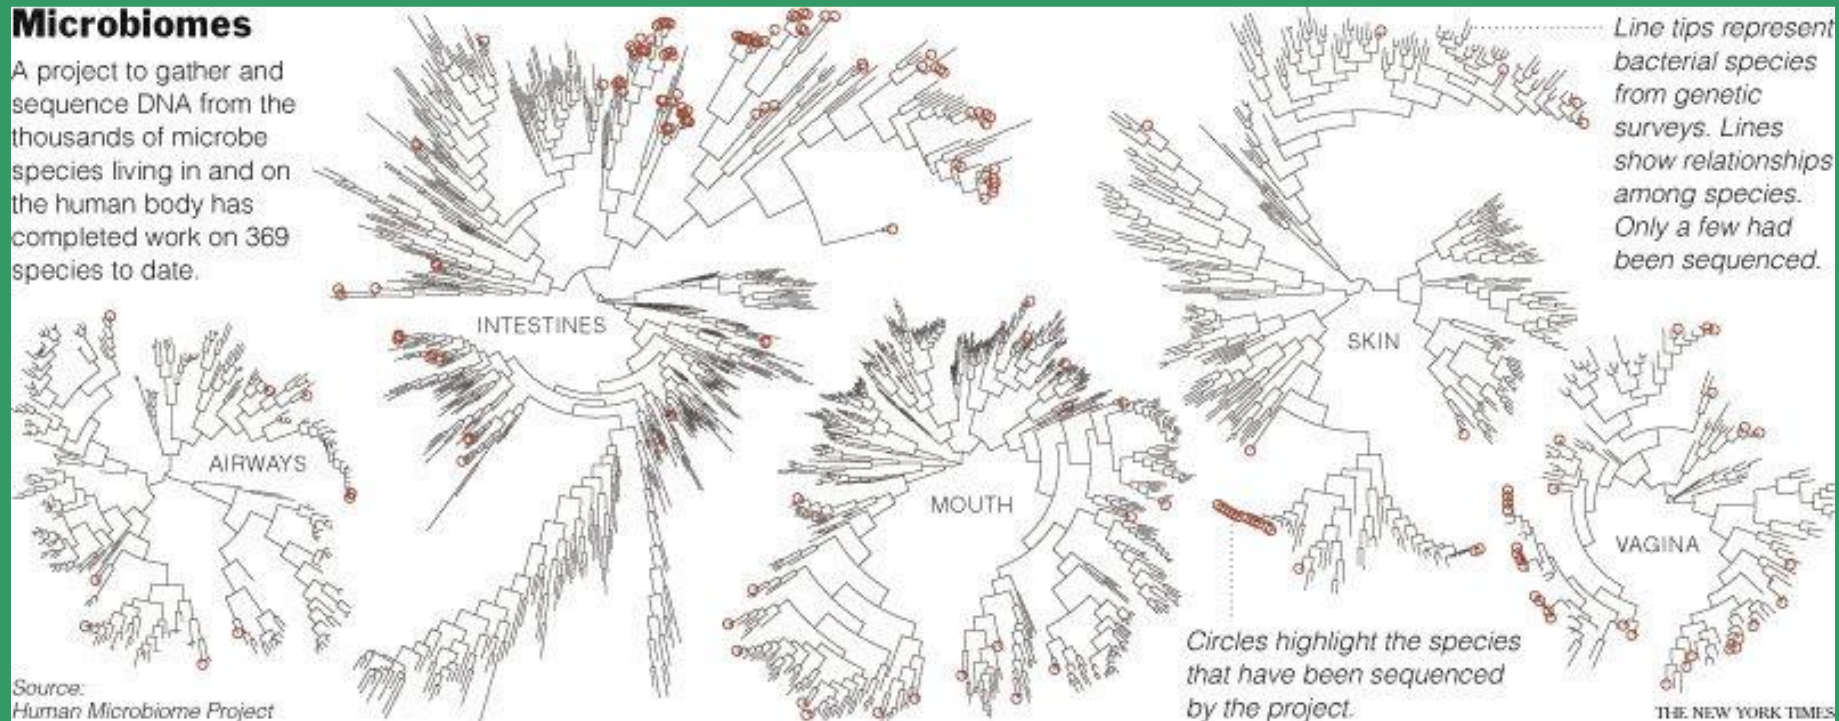 Microbiomes
A project to gather and
sequence DNA from the
thousands of microbe
species living in and on
the human body has
completed work on 369
species to date.
Line tips represent
bacterial species
from genetic
surveys. Lines
show relationships
among species.
Only a few had
been sequenced.
INTESTINES
SKIN
AIRWAYS
MOUTH
VAGINA
Circles highlight the species
that have been sequenced
by the project.
Source:
Human Microbiome Project
THE NEW YORK TIMES